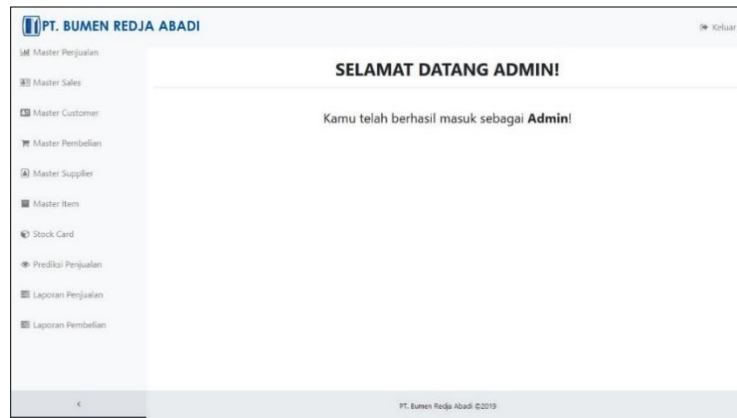 PT. BUMEN REDJA ABADI
Keluar
Master Penjualan
Master Sales
Master Customer
Master Pembelian
Master Supplier
Master Item
Stock Card
Prediksi Penjualan
Laporan Penjualan
Laporan Pembelian
SELAMAT DATANG ADMIN!
Kamu telah berhasil masuk sebagai Admin!
PT. Bumen Redja Abadi ©2019